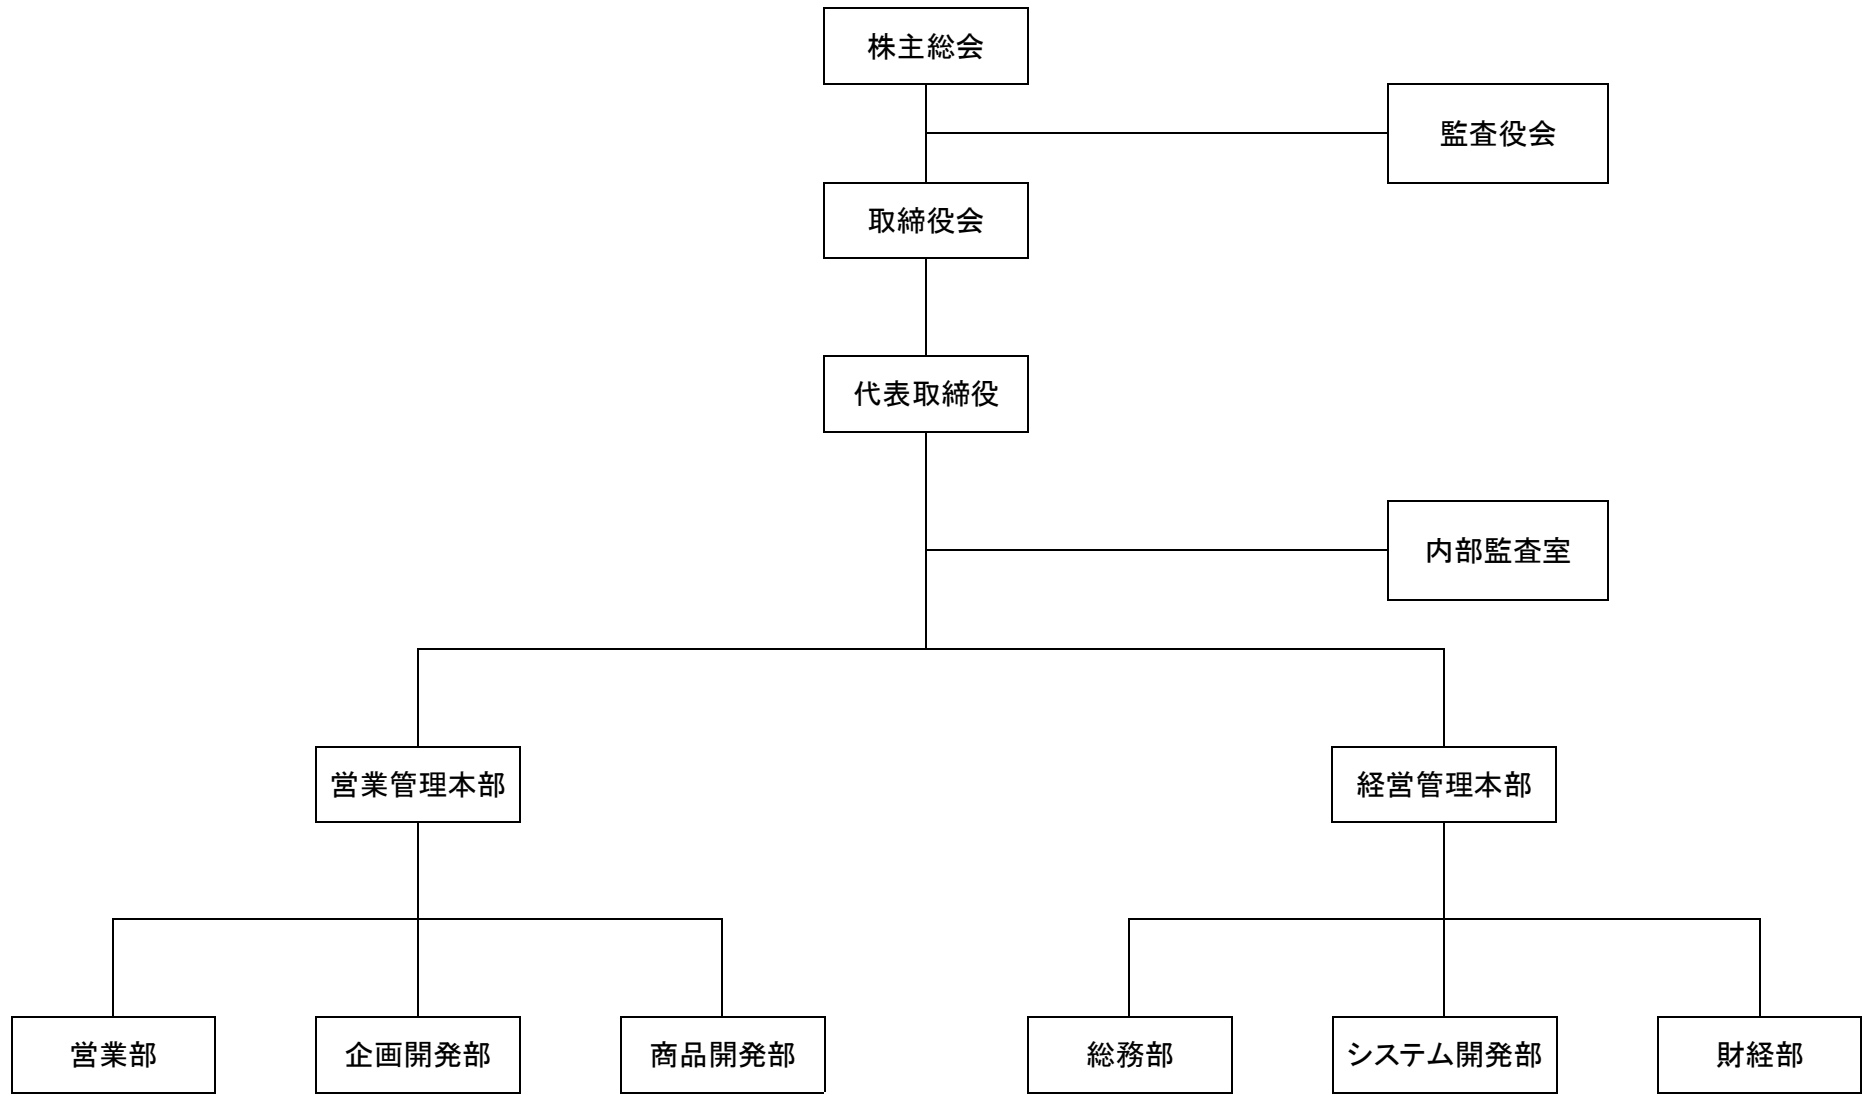 株主総会
監査役会
取締役会
代表取締役
内部監査室
営業管理本部
経営管理本部
営業部
企画開発部
商品開発部
総務部
システム開発部
財経部